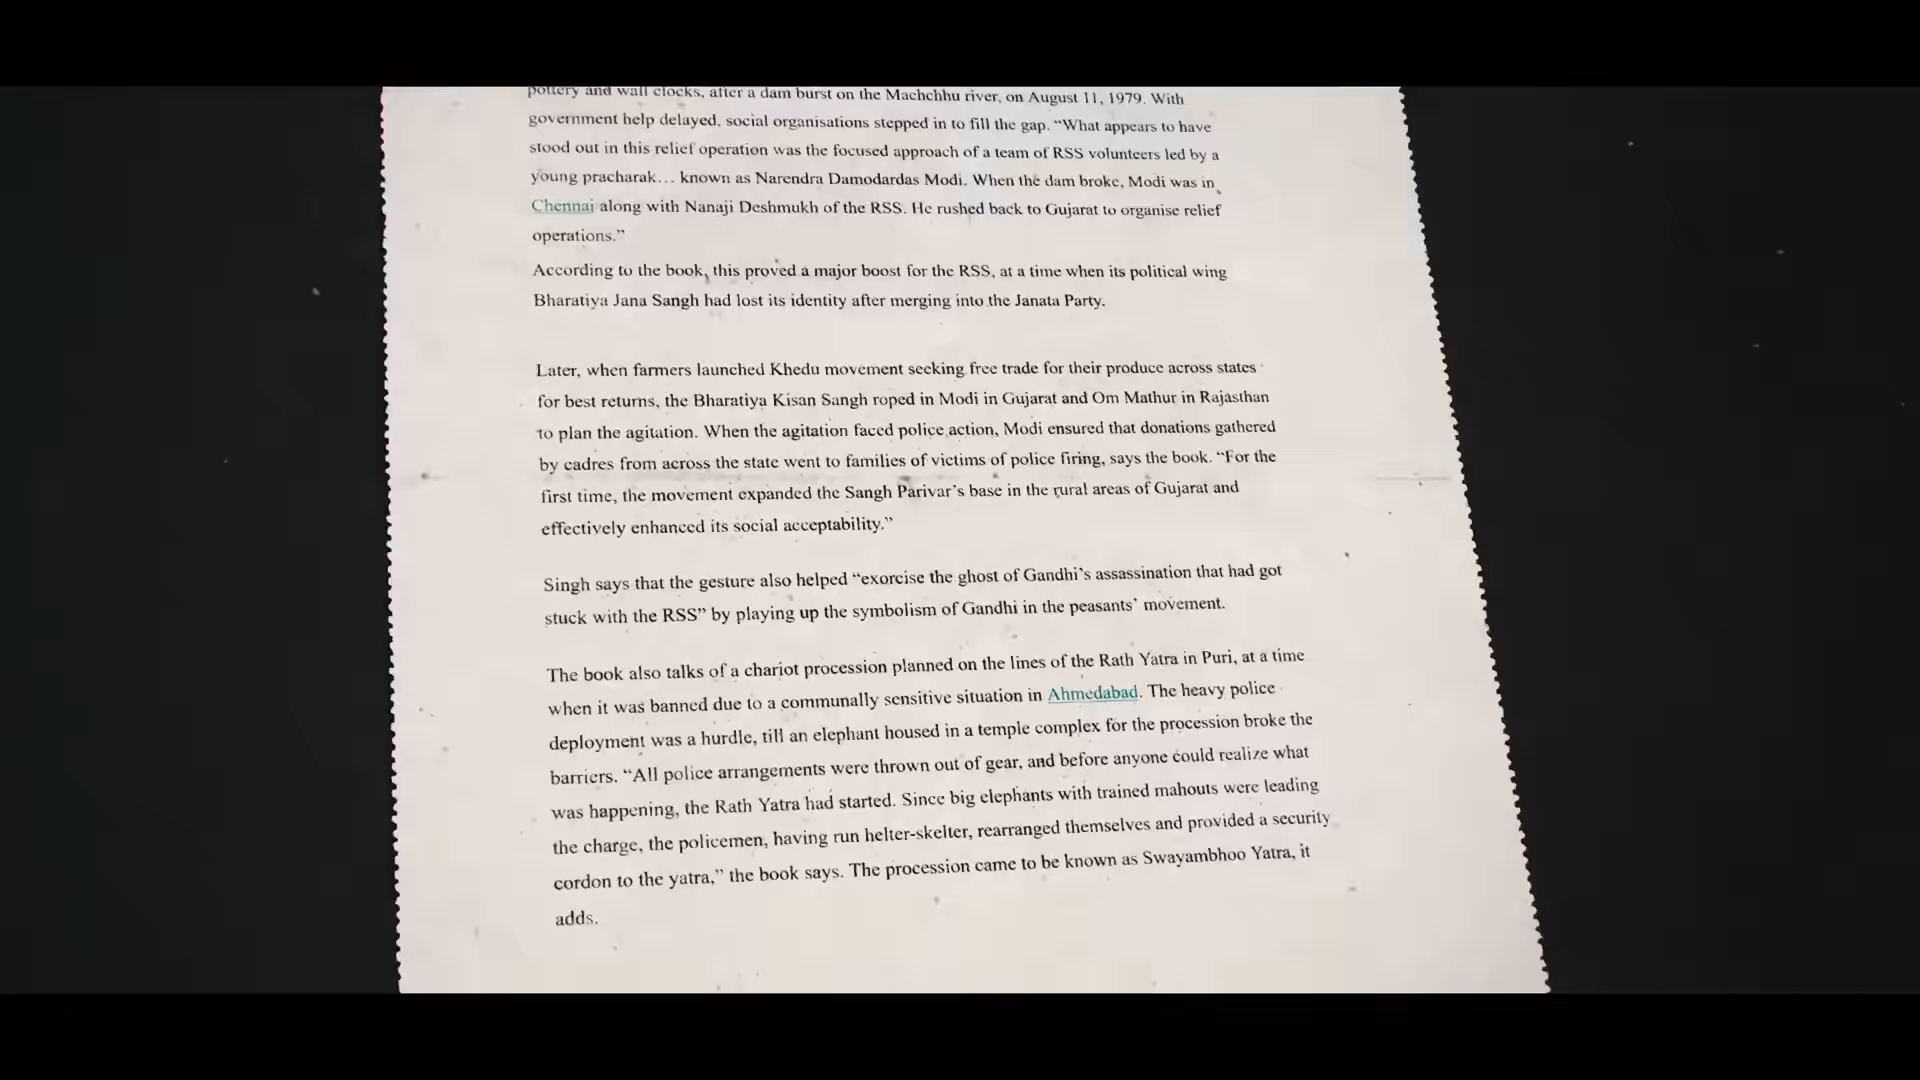 pottery and wall clocks, after a dam burst on the Machchhu river, on August 11, 1979. With
government help delayed, social organisations stepped in to fill the gap. “What appears to have
stood out in this relief operation was the focused approach of a team of RSS volunteers led by a
young pracharak… known as Narendra Damodardas Modi. When the dam broke, Modi was in
Chennai along with Nanaji Deshmukh of the RSS. He rushed back to Gujarat to organise relief
operations.”
According to the book, this proved a major boost for the RSS, at a time when its political wing
Bharatiya Jana Sangh had lost its identity after merging into the Janata Party.
Later, when farmers launched Khedu movement seeking free trade for their produce across states
for best returns, the Bharatiya Kisan Sangh roped in Modi in Gujarat and Om Mathur in Rajasthan
to plan the agitation. When the agitation faced police action, Modi ensured that donations gathered
by cadres from across the state went to families of victims of police firing, says the book. “For the
first time, the movement expanded the Sangh Parivar’s base in the rural areas of Gujarat and
effectively enhanced its social acceptability.”
Singh says that the gesture also helped “exorcise the ghost of Gandhi’s assassination that had got
stuck with the RSS” by playing up the symbolism of Gandhi in the peasants’ movement.
The book also talks of a chariot procession planned on the lines of the Rath Yatra in Puri, at a time
when it was banned due to a communally sensitive situation in Ahmedabad. The heavy police
deployment was a hurdle, till an elephant housed in a temple complex for the procession broke the
barriers. “All police arrangements were thrown out of gear, and before anyone could realize what
was happening, the Rath Yatra had started. Since big elephants with trained mahouts were leading
the charge, the policemen, having run helter-skelter, rearranged themselves and provided a security
cordon to the yatra,” the book says. The procession came to be known as Swayambhoo Yatra, it
adds.